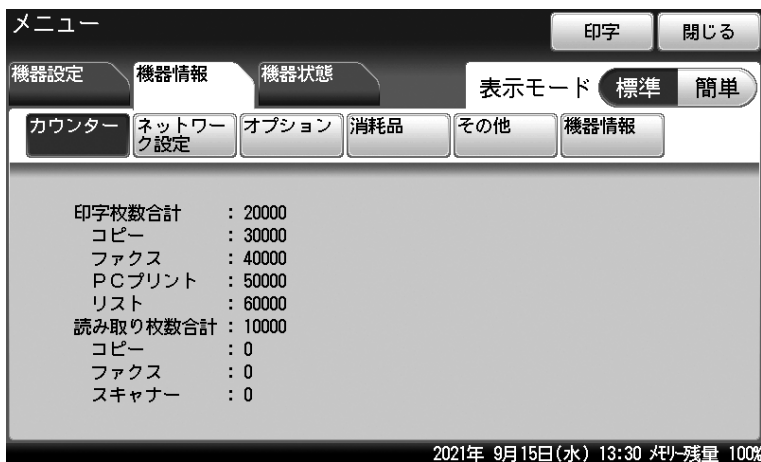 メニュー
印字
閉じる
機器設定
機器情報
機器状態
表示モード 標準 簡単
カウンター
ネットワー
ク設定
オプション
消耗品
その他
機器情報
印字枚数合計 : 20000
コピー : 30000
ファクス : 40000
PCプリント : 50000
リスト : 60000
読み取り枚数合計 : 10000
コピー : 0
ファクス : 0
スキャナー : 0
2021年 9月15日(水) 13:30 メモリー残量 100%